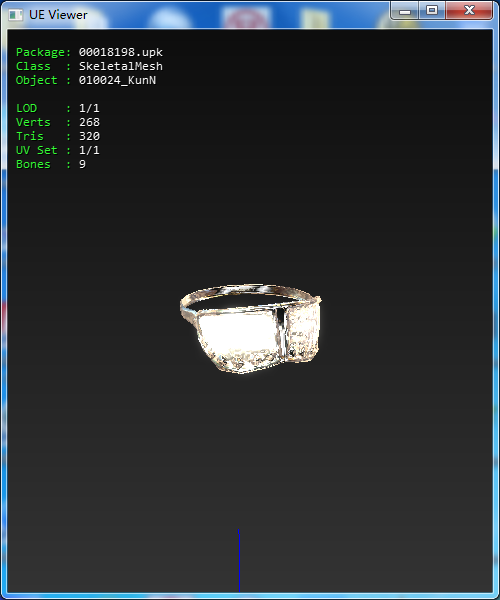 UE Viewer
Package: 00018198.upk
Class : SkeletalMesh
Object : 010024_KunN
LOD : 1/1
Verts : 268
Tris : 320
UV Set : 1/1
Bones : 9